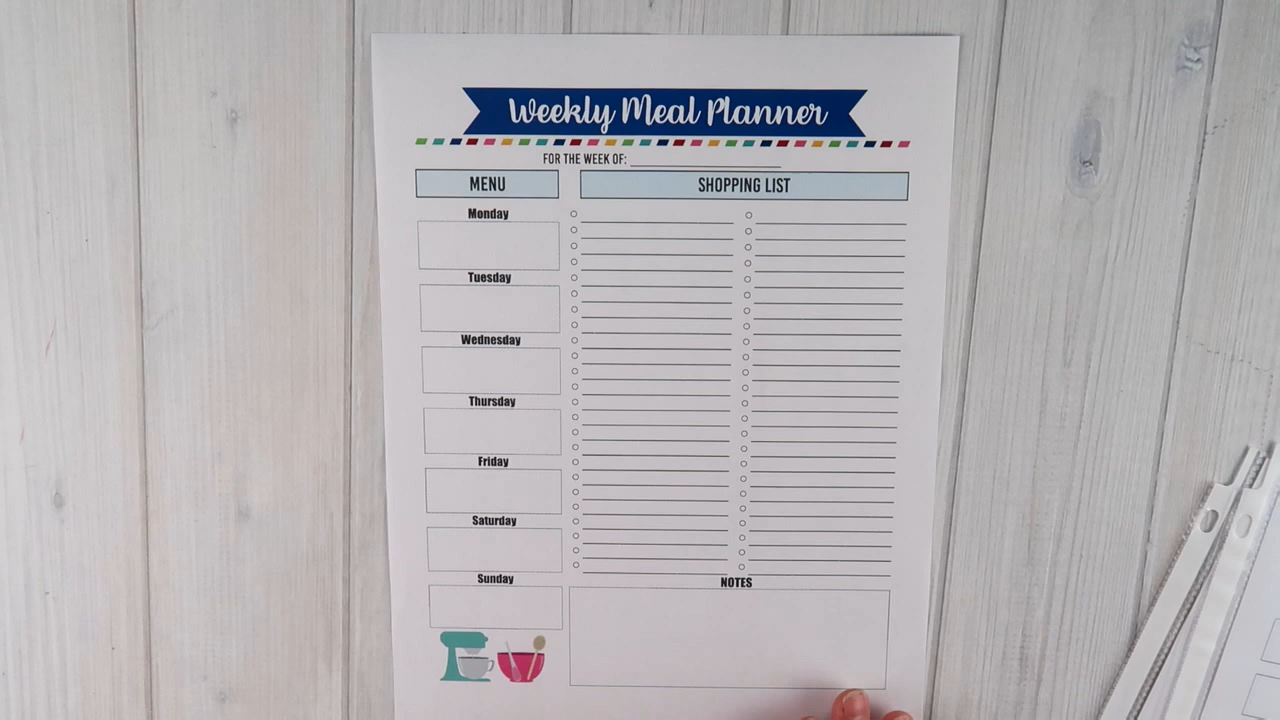 Weekly Meal Planner
FOR THE WEEK OF:
MENU
SHOPPING LIST
Monday
Tuesday
Wednesday
Thursday
Friday
Saturday
Sunday
NOTES